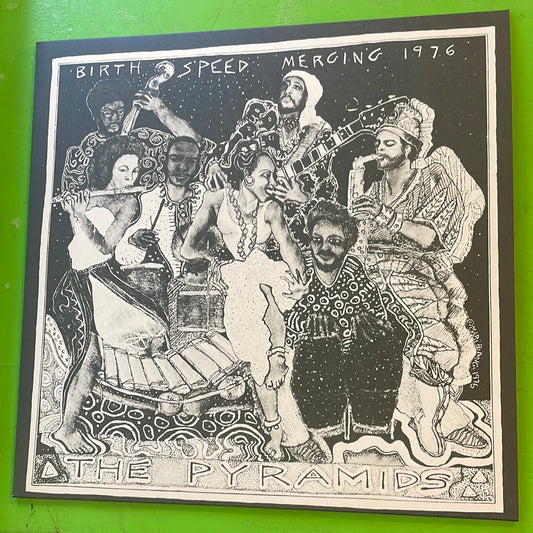 BIRTH SPEED MERGING 1976
THE PYRAMIDS